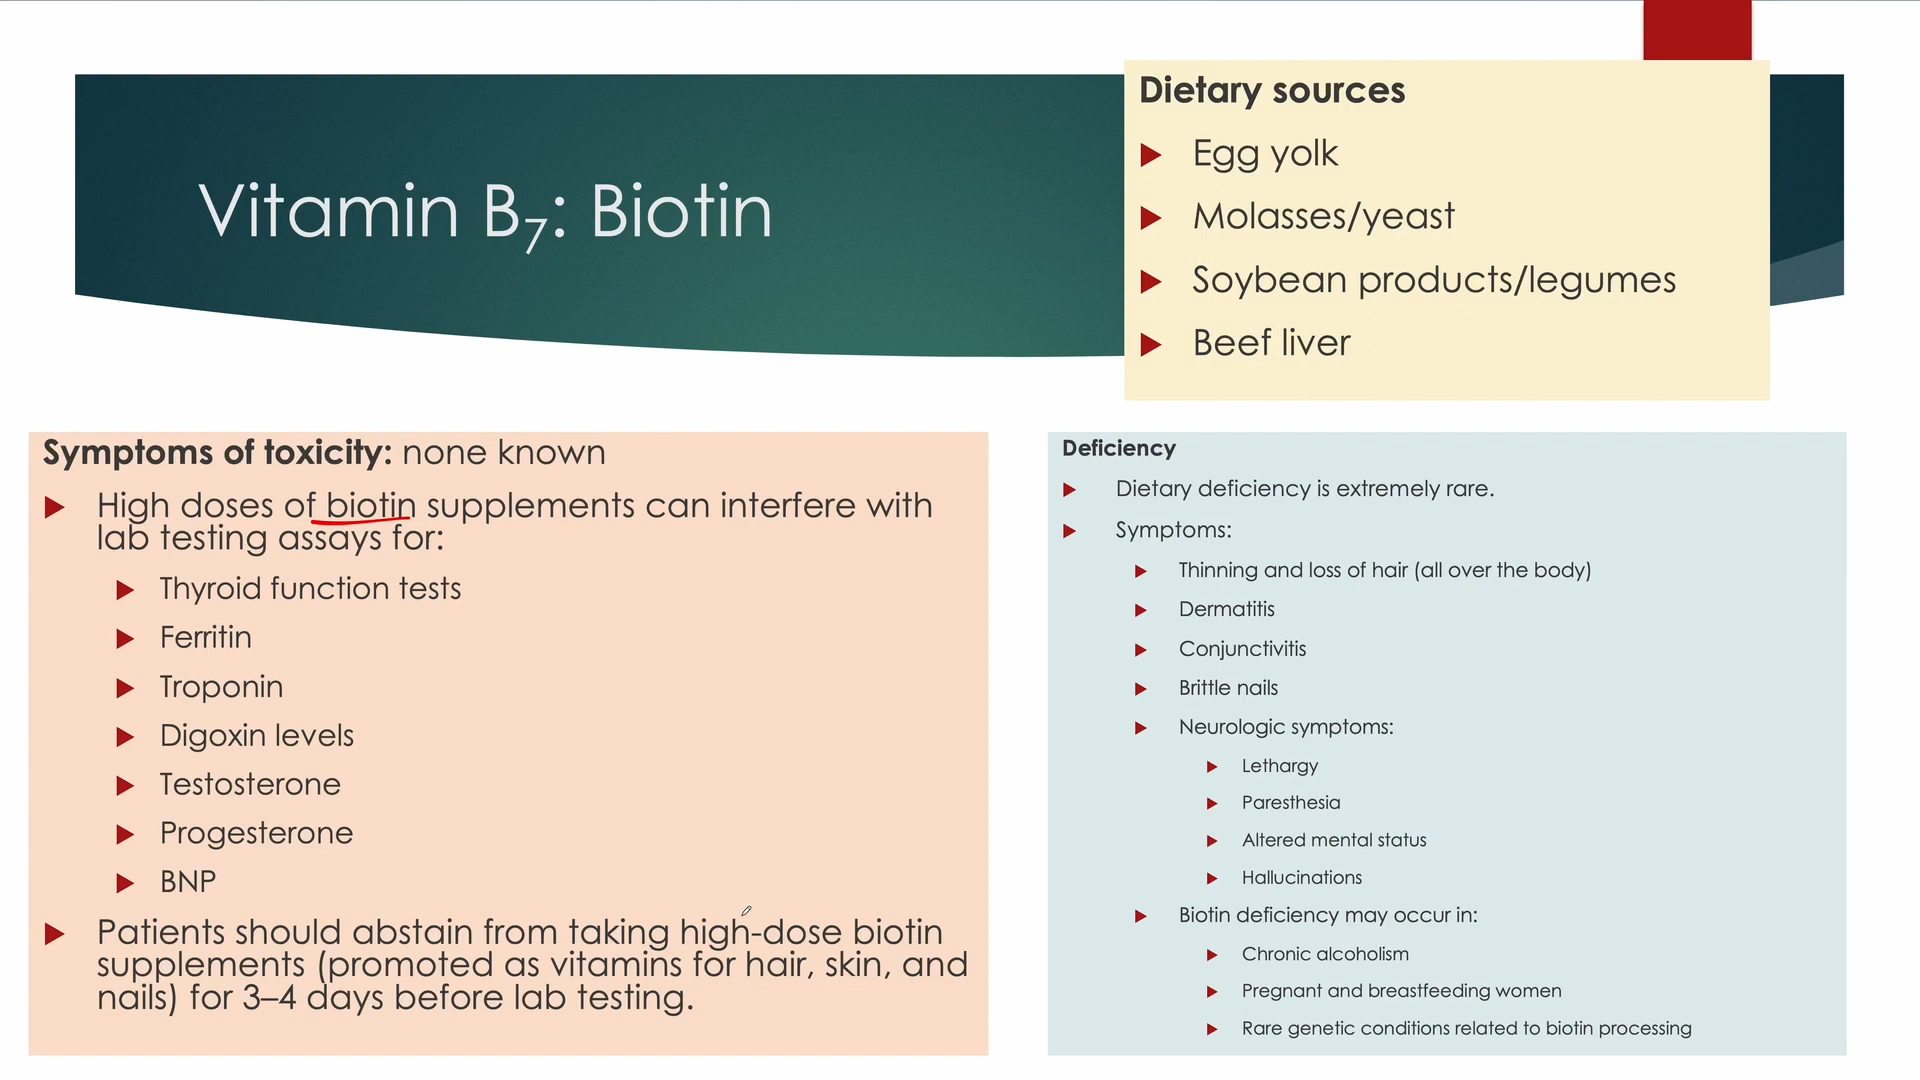 Vitamin B₇: Biotin
Dietary sources
Egg yolk
Molasses/yeast
Soybean products/legumes
Beef liver
Symptoms of toxicity: none known
High doses of biotin supplements can interfere with
lab testing assays for:
Thyroid function tests
Ferritin
Troponin
Digoxin levels
Testosterone
Progesterone
BNP
Patients should abstain from taking high-dose biotin
supplements (promoted as vitamins for hair, skin, and
nails) for 3–4 days before lab testing.
Deficiency
Dietary deficiency is extremely rare.
Symptoms:
Thinning and loss of hair (all over the body)
Dermatitis
Conjunctivitis
Brittle nails
Neurologic symptoms:
Lethargy
Paresthesia
Altered mental status
Hallucinations
Biotin deficiency may occur in:
Chronic alcoholism
Pregnant and breastfeeding women
Rare genetic conditions related to biotin processing